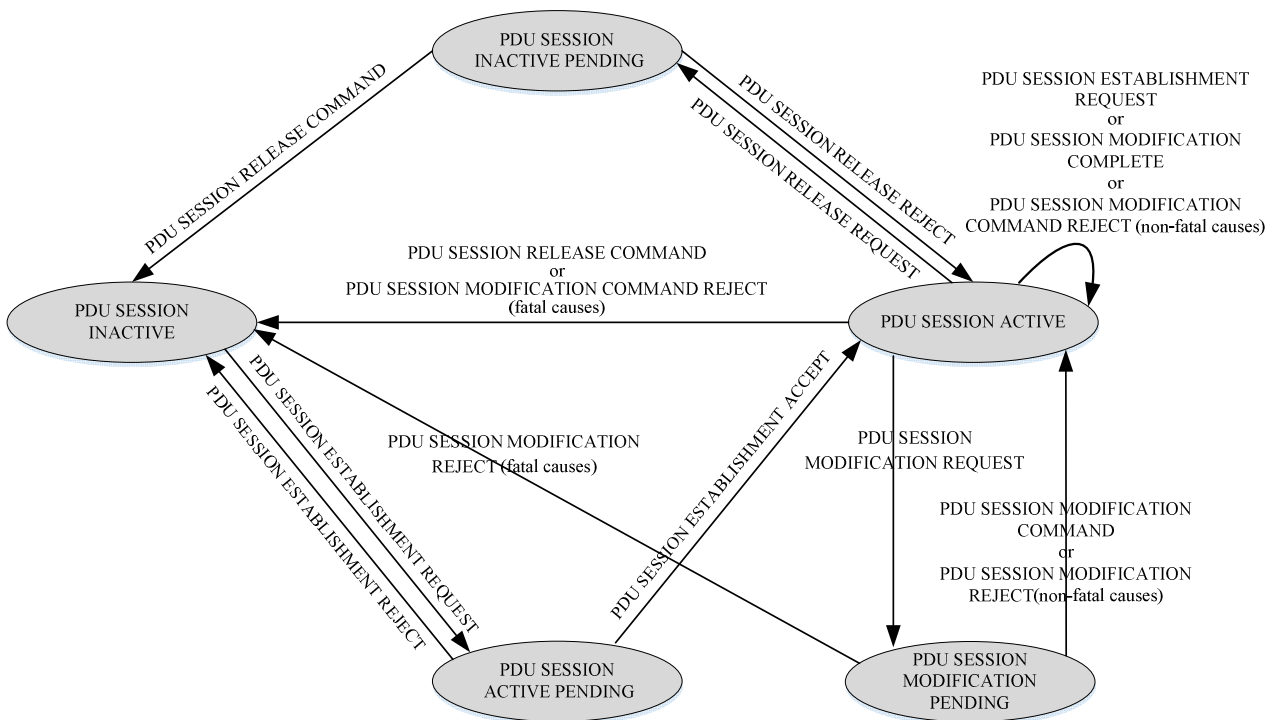 PDU SESSION
INACTIVE PENDING
PDU SESSION RELEASE COMMAND
PDU SESSION RELEASE REJECT
PDU SESSION RELEASE REQUEST
PDU SESSION ESTABLISHMENT
REQUEST
or
PDU SESSION MODIFICATION
COMPLETE
or
PDU SESSION MODIFICATION
COMMAND REJECT (non-fatal causes)
PDU SESSION RELEASE COMMAND
or
PDU SESSION MODIFICATION COMMAND REJECT
(fatal causes)
PDU SESSION
INACTIVE
PDU SESSION ACTIVE
PDU SESSION ESTABLISHMENT REQUEST
PDU SESSION ESTABLISHMENT REJECT
PDU SESSION MODIFICATION
REJECT (fatal causes)
PDU SESSION ESTABLISHMENT ACCEPT
PDU SESSION
MODIFICATION REQUEST
PDU SESSION MODIFICATION
COMMAND
or
PDU SESSION MODIFICATION
REJECT(non-fatal causes)
PDU SESSION
ACTIVE PENDING
PDU SESSION
MODIFICATION
PENDING